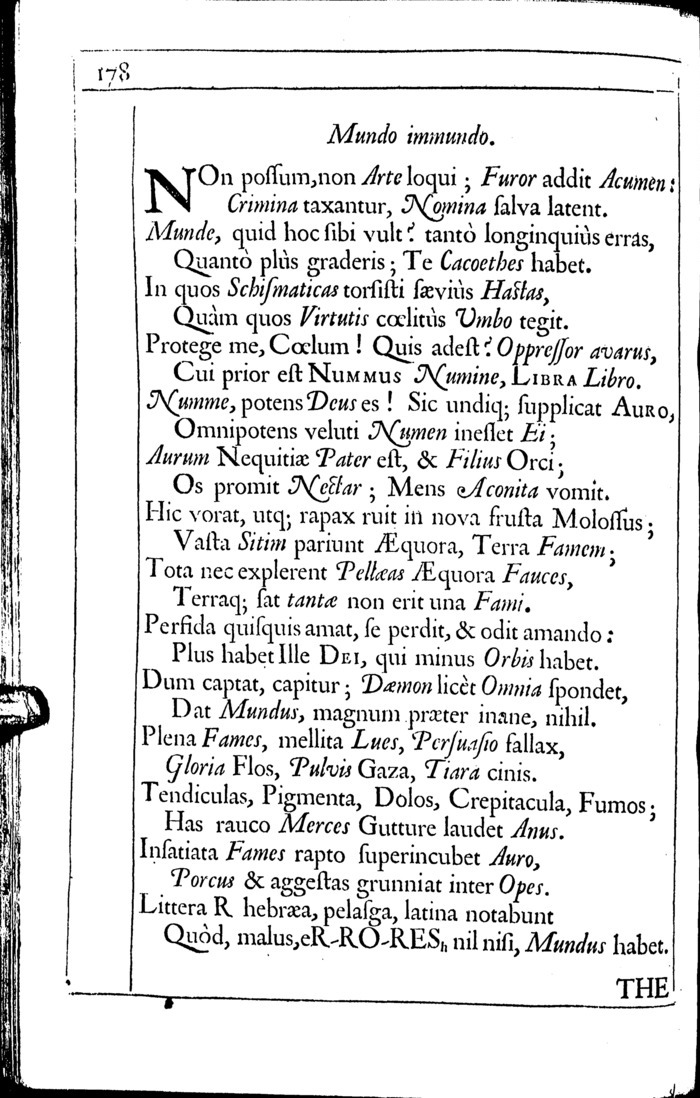 178
Mundo immundo.
NOn poſſum,non Arte loqui ; Furor addit Acumen :
Crimina taxantur, Nomina ſalva latent.
Munde, quid hoc ſibi vult ? tantò longinquiùs erras,
Quantò plùs graderis ; Te Cacoethes habet.
In quos Schiſmaticas torſiſti ſæviùs Haſtas,
Quàm quos Virtutis cœlitùs Umbo tegit.
Protege me, Cœlum ! Quis adeſt ? Oppreſſor avarus,
Cui prior eſt NUMMUS Numine, LIBRA Libro.
Numme, potens Deus es ! Sic undiq; ſupplicat AURO,
Omnipotens veluti Numen ineſſet Ei ;
Aurum Nequitiæ Pater eſt, & Filius Orci ;
Os promit Nectar ; Mens Aconita vomit.
Hic vorat, utq; rapax ruit in nova fruſta Moloſſus ;
Vaſta Sitim pariunt Æquora, Terra Famem ;
Tota nec explerent Pellæas Æquora Fauces,
Terraq; ſat tantæ non erit una Fami.
Perfida quiſquis amat, ſe perdit, & odit amando :
Plus habet Ille DEI, qui minus Orbis habet.
Dum captat, capitur ; Dæmon licèt Omnia ſpondet,
Dat Mundus, magnum præter inane, nihil.
Plena Fames, mellita Lues, Perſuaſio fallax,
Gloria Flos, Pulvis Gaza, Tiara cinis.
Tendiculas, Pigmenta, Dolos, Crepitacula, Fumos ;
Has rauco Merces Gutture laudet Anus.
Inſatiata Fames rapto ſuperincubet Auro,
Porcus & aggeſtas grunniat inter Opes.
Littera R hebræa, pelaſga, latina notabunt
Quòd, malus,eR-RO-RESh nil niſi, Mundus habet.
THE